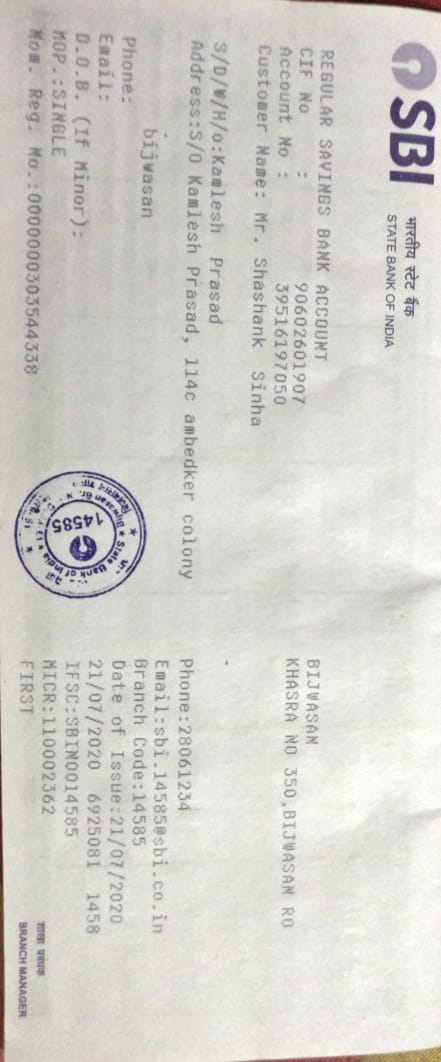 SBI
भारतीय स्टेट बैंक
STATE BANK OF INDIA
REGULAR SAVINGS BANK ACCOUNT
CIF No : 90602601907
Account No : 39516197050
Customer Name: Mr. Shashank Sinha
S/D/W/H/o:Kamlesh Prasad
Address:S/O Kamlesh Prasad, 114c ambedker colony
bijwasan
Phone:
Email:
D.O.B. (If Minor):
MOP.:SINGLE
Nom. Reg. No.:0000000303544338
BIJWASAN
KHASRA NO 350,BIJWASAN RO
Phone:28061234
Email:sbi.14585@sbi.co.in
Branch Code:14585
Date of Issue:21/07/2020
21/07/2020 6925081 1458
IFSC:SBIN0014585
MICR:110002362
FIRST
शाखा प्रबंधक
BRANCH MANAGER
State Bank of India
14585